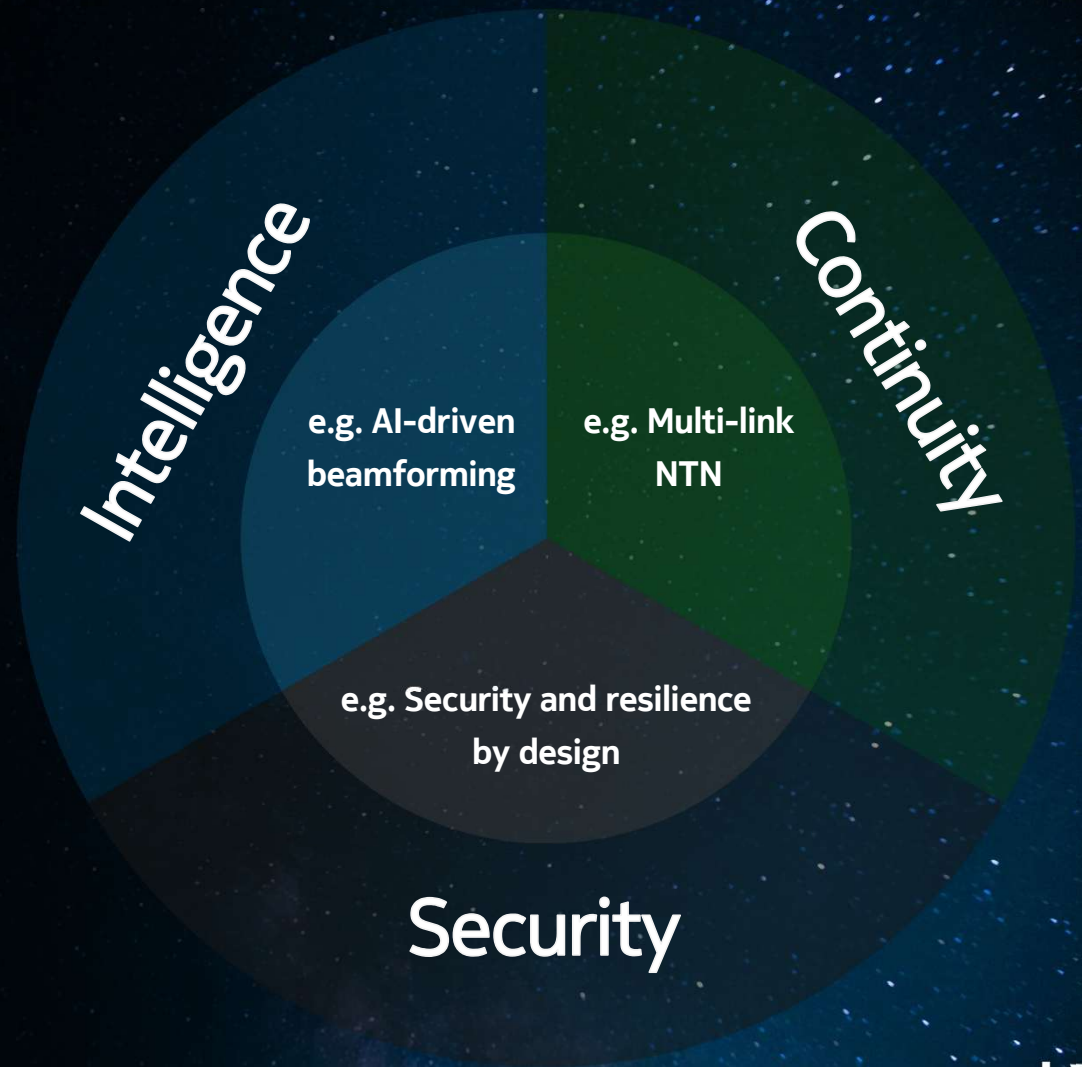 Intelligence
Continuity
e.g. AI-driven
beamforming
e.g. Multi-link
NTN
e.g. Security and resilience
by design
Security